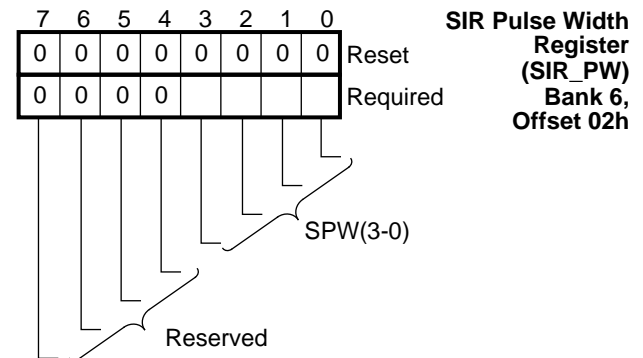 7 6 5 4 3 2 1 0
SIR Pulse Width
Register
(SIR_PW)
Bank 6,
Offset 02h
0 0 0 0 0 0 0 0 Reset
0 0 0 0 Required
SPW(3-0)
Reserved